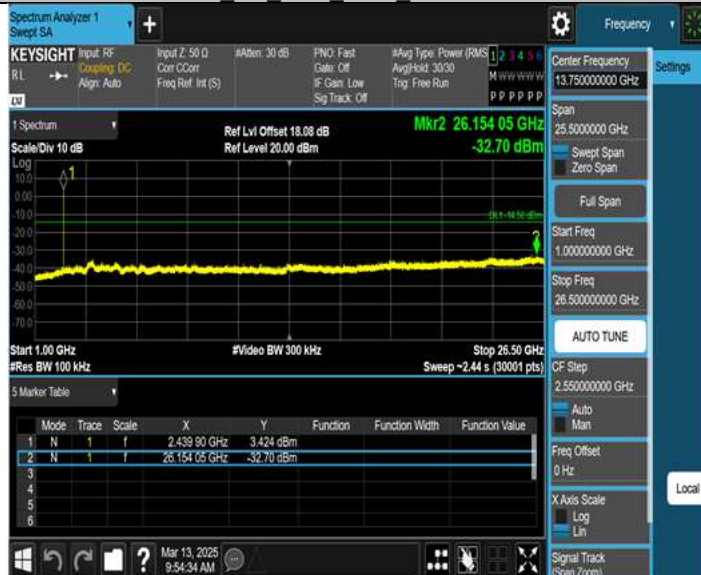 Spectrum Analyzer 1
Swept SA
+
Frequency
KEYSIGHT
RL
LXI
Input: RF
Coupling: DC
Align: Auto
Input Z: 50 Ω
Corr CCorr
Freq Ref: Int (S)
#Atten: 30 dB
PNO: Fast
Gate: Off
IF Gain: Low
Sig Track: Off
#Avg Type: Power (RMS
Avg|Hold: 30/30
Trig: Free Run
1 2 3 4 5 6
M W W W W W
P P P P P P
1 Spectrum
Scale/Div 10 dB
Ref Lvl Offset 18.08 dB
Ref Level 20.00 dBm
Mkr2 26.154 05 GHz
-32.70 dBm
Log
10.0
0.00
-10.0
-20.0
-30.0
-40.0
-50.0
-60.0
-70.0
1
DL1 -14.50 dBm
2
Start 1.00 GHz
#Res BW 100 kHz
#Video BW 300 kHz
Stop 26.50 GHz
Sweep ~2.44 s (30001 pts)
5 Marker Table
Mode Trace Scale X Y Function Function Width Function Value
1 N 1 f 2.439 90 GHz 3.424 dBm
2 N 1 f 26.154 05 GHz -32.70 dBm
3
4
5
6
?
Mar 13, 2025
9:54:34 AM
Center Frequency
13.750000000 GHz
Span
25.5000000 GHz
Swept Span
Zero Span
Full Span
Start Freq
1.000000000 GHz
Stop Freq
26.500000000 GHz
AUTO TUNE
CF Step
2.550000000 GHz
Auto
Man
Freq Offset
0 Hz
X Axis Scale
Log
Lin
Signal Track
(Span Zoom)
Settings
Local